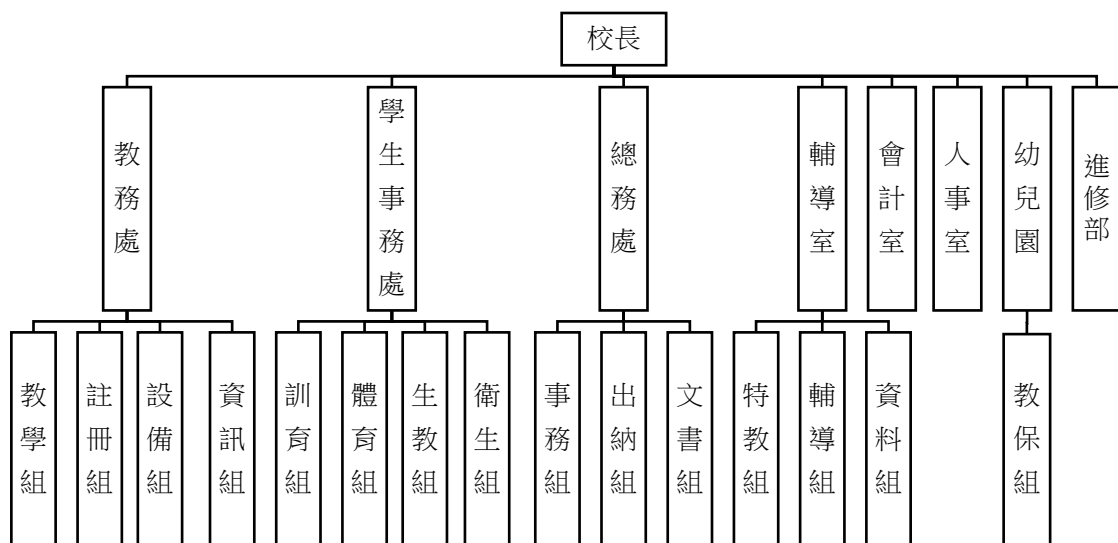 校長
教務處
學生事務處
總務處
輔導室
會計室
人事室
幼兒園
進修部
教學組
註冊組
設備組
資訊組
訓育組
體育組
生教組
衛生組
事務組
出納組
文書組
特教組
輔導組
資料組
教保組